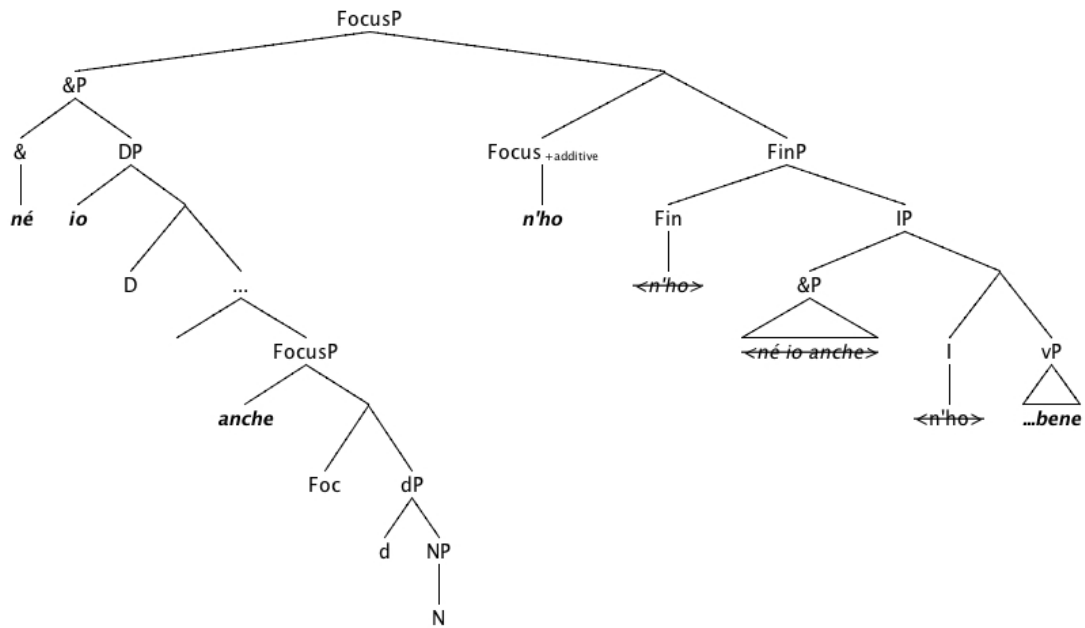 FocusP
&P
& DP Focus +additive FinP
né io n'ho Fin IP
D ... <n'ho> &P
FocusP <né io anche> I vP
anche <n'ho> ...bene
Foc dP
d NP
N